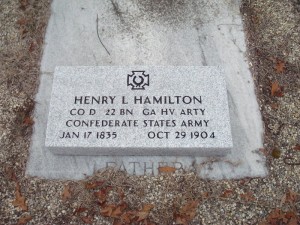 HENRY L HAMILTON
CO D 22 BN GA HV ARTY
CONFEDERATE STATES ARMY
JAN 17 1835 OCT 29 1904
FATHER